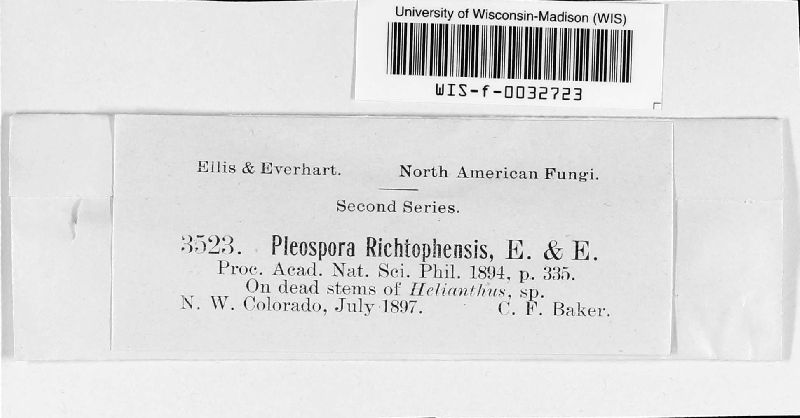 University of Wisconsin-Madison (WIS)
WIS-f-0032723
Ellis & Everhart. North American Fungi.
Second Series.
3523. Pleospora Richtophensis, E. & E.
Proc. Acad. Nat. Sci. Phil. 1894, p. 335.
On dead stems of Helianthus, sp.
N. W. Colorado, July 1897. C. F. Baker.